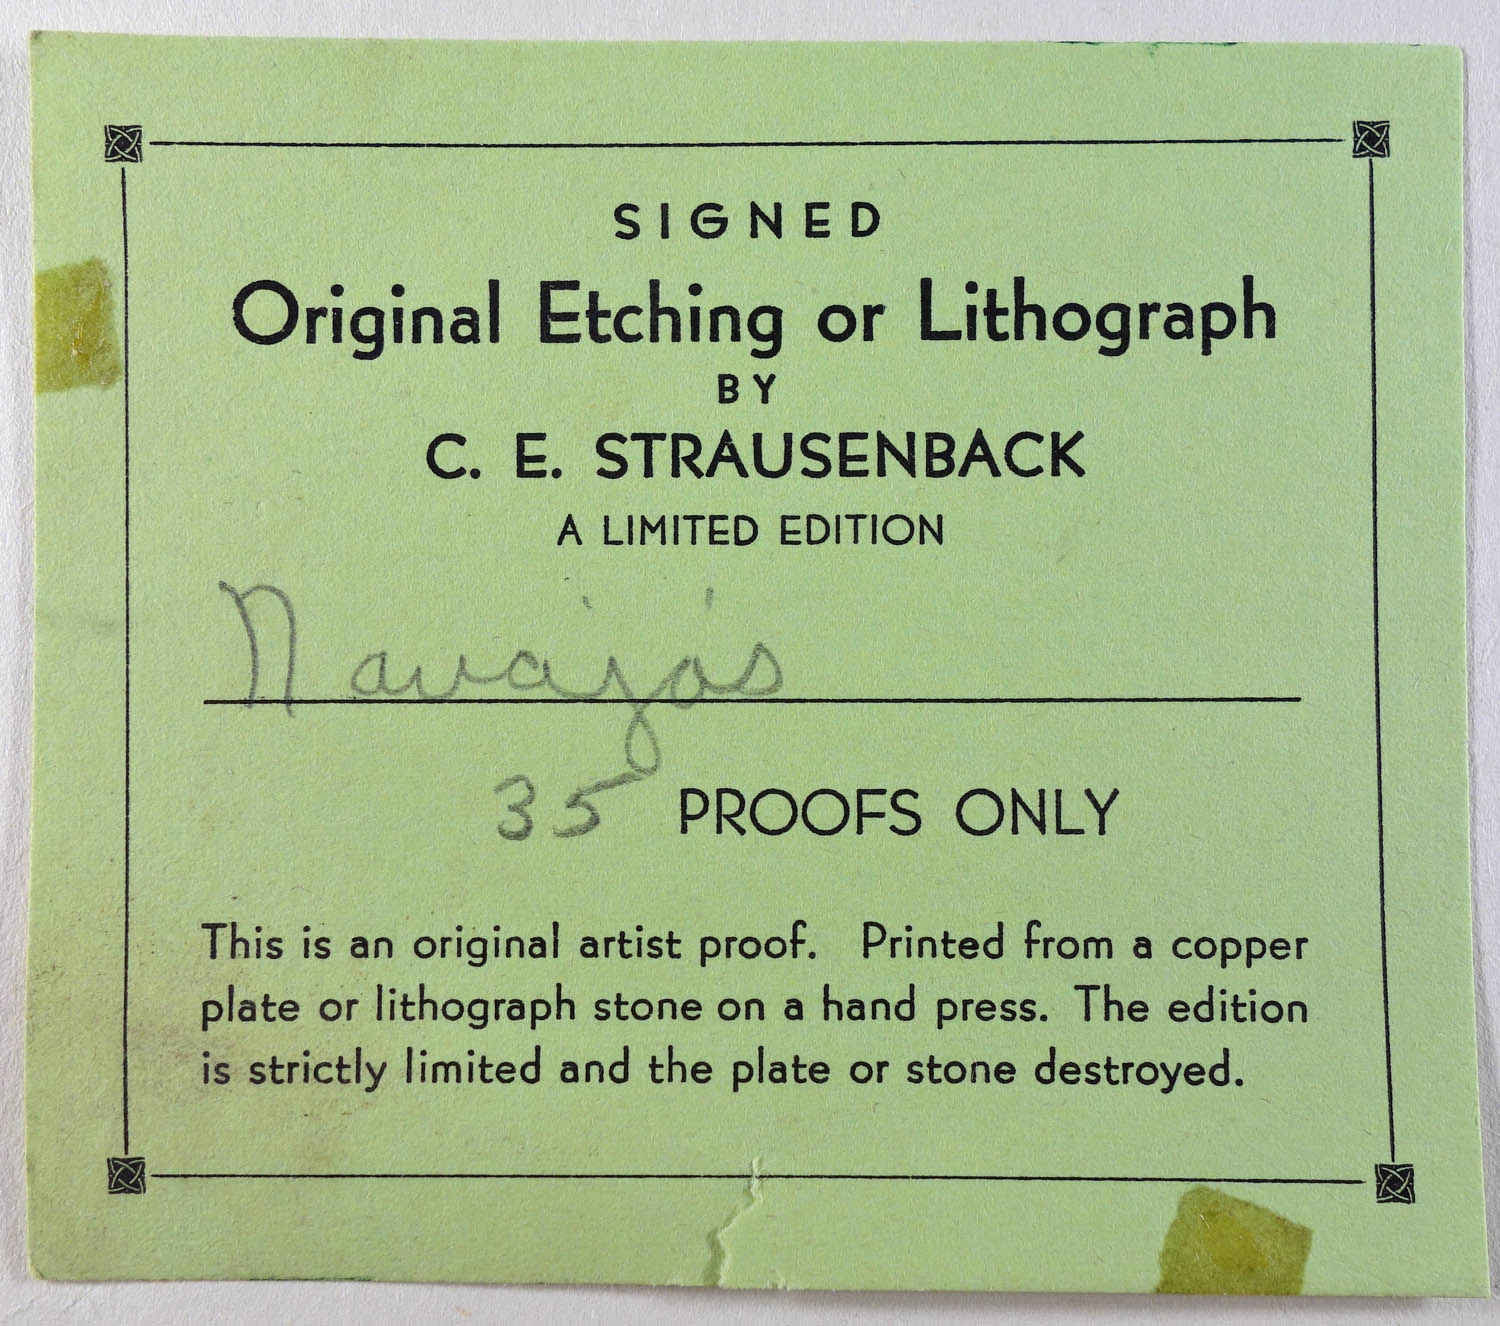 SIGNED
Original Etching or Lithograph
BY
C. E. STRAUSENBACK
A LIMITED EDITION
Navajo's
35 PROOFS ONLY
This is an original artist proof. Printed from a copper
plate or lithograph stone on a hand press. The edition
is strictly limited and the plate or stone destroyed.